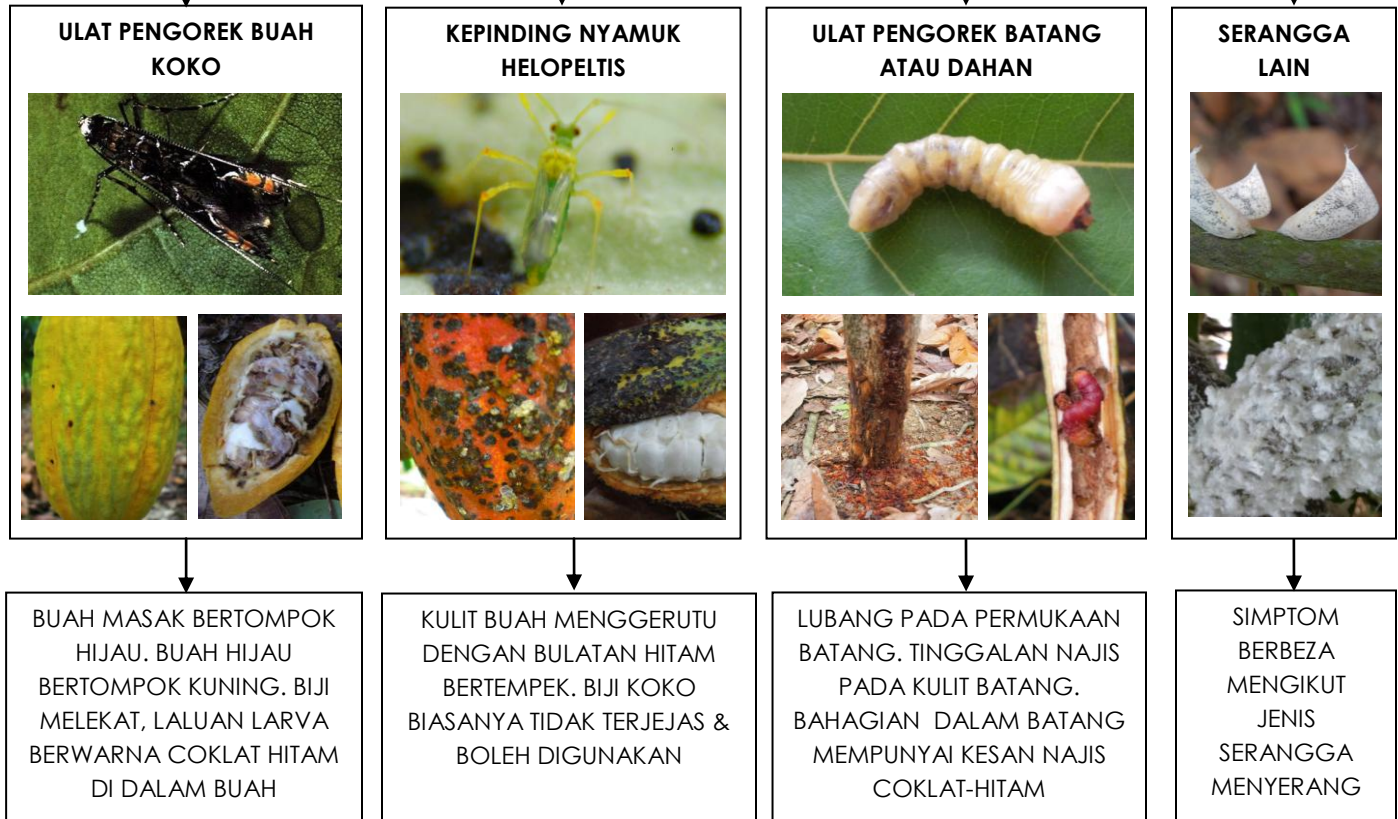 ULAT PENGOREK BUAH
KOKO
KEPINDING NYAMUK
HELOPELTIS
ULAT PENGOREK BATANG
ATAU DAHAN
SERANGGA
LAIN
BUAH MASAK BERTOMPOK
HIJAU. BUAH HIJAU
BERTOMPOK KUNING. BIJI
MELEKAT, LALUAN LARVA
BERWARNA COKLAT HITAM
DI DALAM BUAH
KULIT BUAH MENGGERUTU
DENGAN BULATAN HITAM
BERTEMPEK. BIJI KOKO
BIASANYA TIDAK TERJEJAS &
BOLEH DIGUNAKAN
LUBANG PADA PERMUKAAN
BATANG. TINGGALAN NAJIS
PADA KULIT BATANG.
BAHAGIAN DALAM BATANG
MEMPUNYAI KESAN NAJIS
COKLAT-HITAM
SIMPTOM
BERBEZA
MENGIKUT
JENIS
SERANGGA
MENYERANG